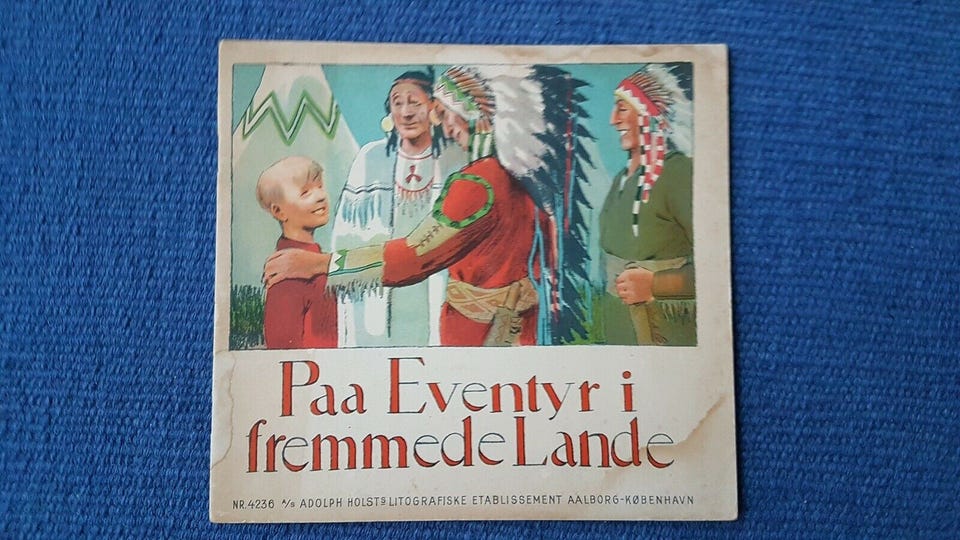 Paa Eventyr i
fremmede Lande
NR. 4236 A/S ADOLPH HOLSTS LITOGRAFISKE ETABLISSEMENT AALBORG-KØBENHAVN